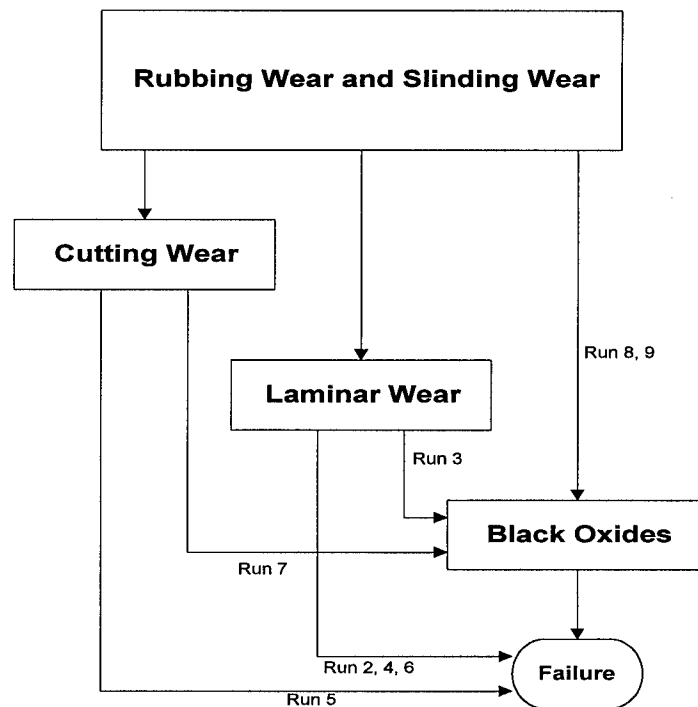 Rubbing Wear and Slinding Wear
Cutting Wear
Run 8, 9
Laminar Wear
Run 3
Black Oxides
Run 7
Run 2, 4, 6
Failure
Run 5